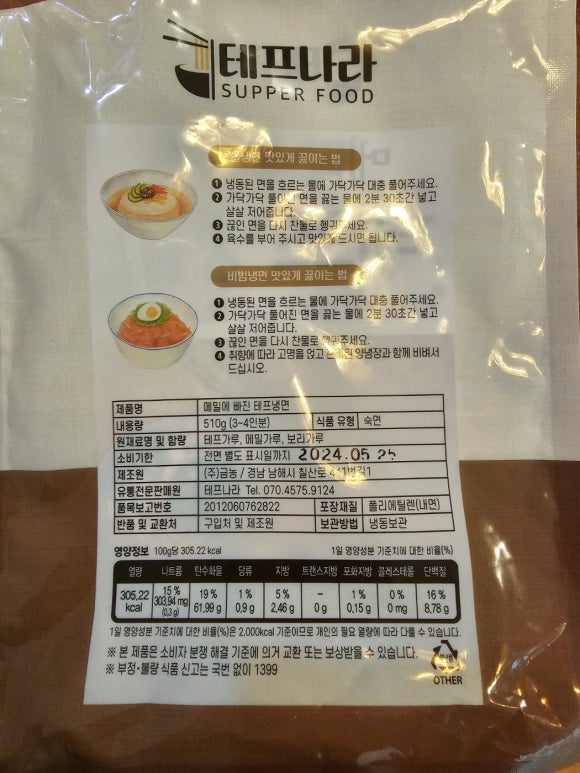 테프나라
SUPPER FOOD
맛있게 끓이는 법
❶ 냉동된 면을 흐르는 물에 가닥가닥 대충 풀어주세요.
❷ 가닥가닥 풀어진 면을 끓는 물에 2분 30초간 넣고
살살 저어줍니다.
❸ 끓인 면을 다시 찬물로 헹궈주세요.
❹ 육수를 부어 주시고 맛있게 드시면 됩니다.
비빔냉면 맛있게 끓이는 법
❶ 냉동된 면을 흐르는 물에 가닥가닥 대충 풀어주세요.
❷ 가닥가닥 풀어진 면을 끓는 물에 2분 30초간 넣고
살살 저어줍니다.
❸ 끓인 면을 다시 찬물로 헹궈주세요.
❹ 취향에 따라 고명을 얹고 양념장과 함께 비벼서
드십시오.
제품명 메밀에 빠진 테프냉면
내용량 510g (3~4인분) 식품 유형 숙면
원재료명 및 함량 테프가루, 메밀가루, 보리가루
소비기한 전면 별도 표시일까지 2024.05.25
제조원 (주)금농 / 경남 남해시 칠산로 441번길1
유통전문판매원 테프나라 Tel. 070.4575.9124
품목보고번호 2012060762822 포장재질 폴리에틸렌(내면)
반품 및 교환처 구입처 및 제조원 보관방법 냉동보관
영양정보 100g당 305.22 kcal 1일 영양성분 기준치에 대한 비율(%)
열량 나트륨 탄수화물 당류 지방 트랜스지방 포화지방 콜레스테롤 단백질
305,22 15 % 19 % 1 % 5 % – 1 % 0 % 16 %
kcal 303,94 mg 61,99 g 0,9 g 2,46 g 0 g 0,15 g 0 mg 8,78 g
(0,3 g)
1일 영양성분 기준치에 대한 비율(%)은 2,000kcal 기준이므로 개인의 필요 열량에 따라 다를 수 있습니다.
※ 본 제품은 소비자 분쟁 해결 기준에 의거 교환 또는 보상받을 수 있습니다.
※ 부정·불량 식품 신고는 국번 없이 1399
OTHER